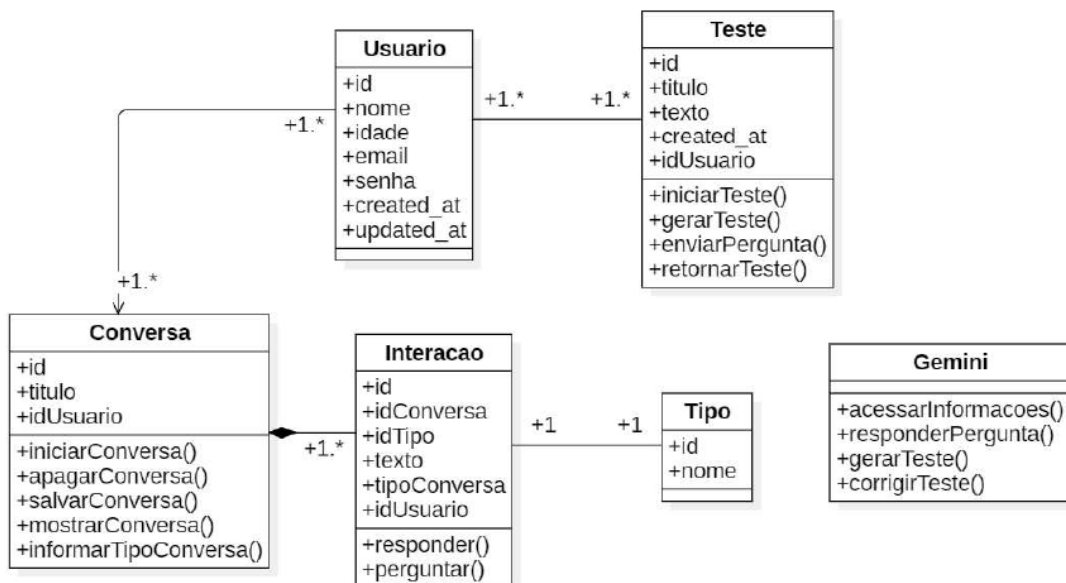 Usuario
+id
+nome
+idade
+email
+senha
+created_at
+updated_at
+1.*
+1.*
Teste
+id
+titulo
+texto
+created_at
+idUsuario
+iniciarTeste()
+gerarTeste()
+enviarPergunta()
+retornarTeste()
+1.*
+1.*
Conversa
+id
+titulo
+idUsuario
+iniciarConversa()
+apagarConversa()
+salvarConversa()
+mostrarConversa()
+informarTipoConversa()
+1.*
Interacao
+id
+idConversa
+idTipo
+texto
+tipoConversa
+idUsuario
+responder()
+perguntar()
+1
+1
Tipo
+id
+nome
Gemini
+acessarInformacoes()
+responderPergunta()
+gerarTeste()
+corrigirTeste()